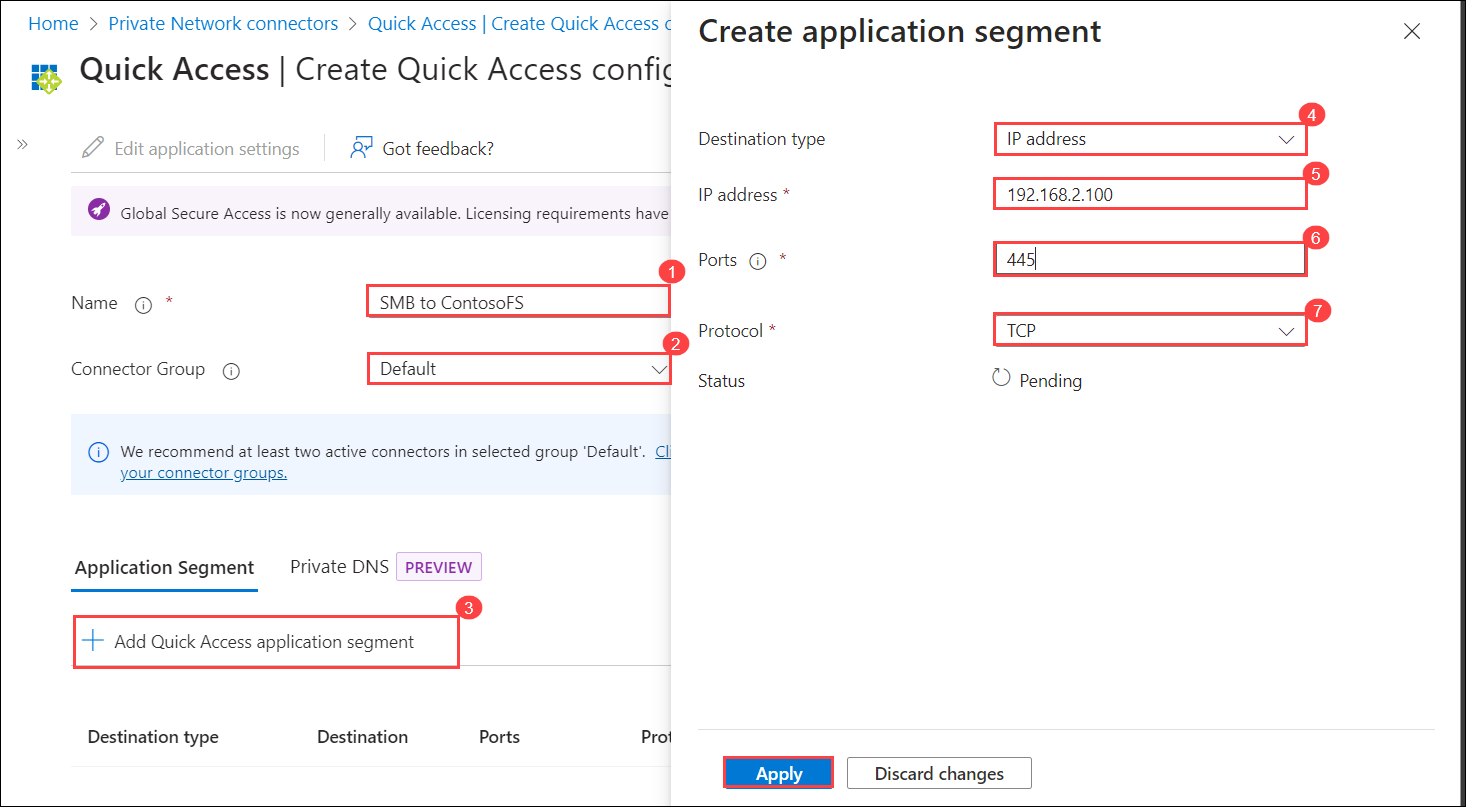 Home > Private Network connectors > Quick Access | Create Quick Access c
Quick Access | Create Quick Access config
Edit application settings
Got feedback?
Global Secure Access is now generally available. Licensing requirements have
Name *
1
SMB to ContosoFS
Connector Group
2
Default
We recommend at least two active connectors in selected group 'Default'. Cli
your connector groups.
Application Segment
Private DNS PREVIEW
3
Add Quick Access application segment
Destination type Destination Ports Prot
Create application segment
Destination type
4
IP address
IP address *
5
192.168.2.100
Ports *
6
445
Protocol *
7
TCP
Status
Pending
Apply
Discard changes